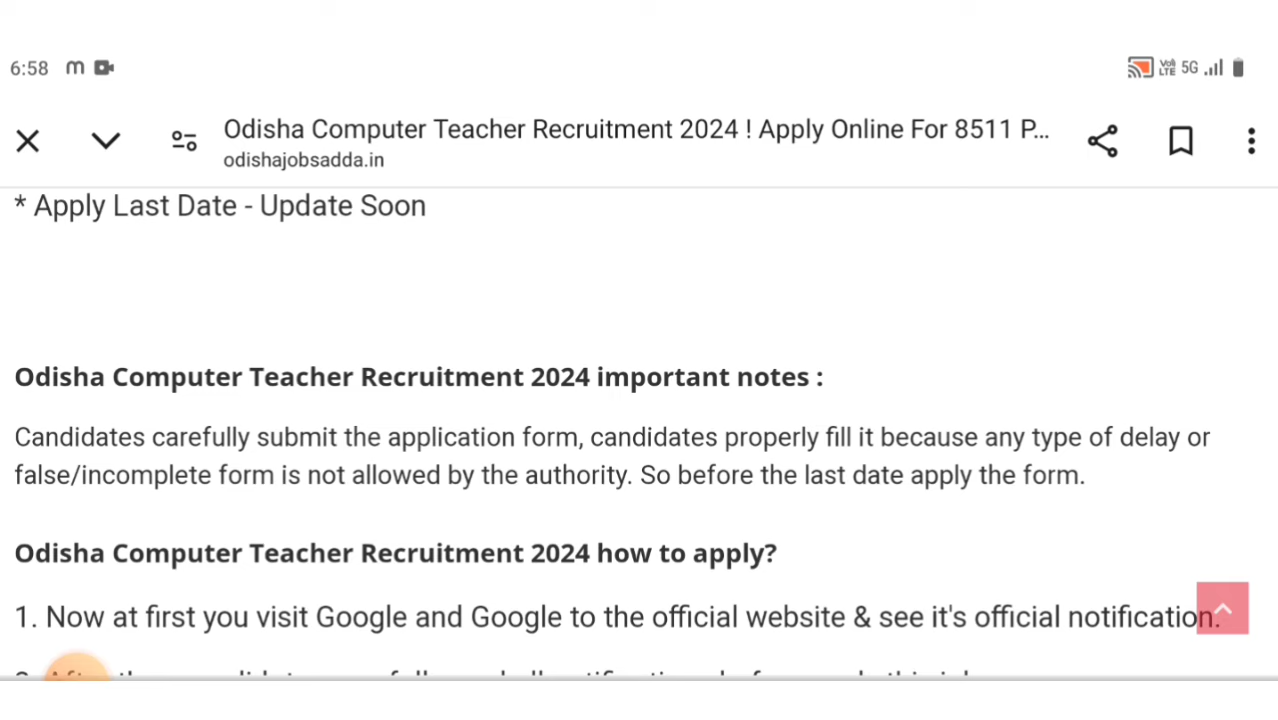 6:58 m VoLTE 5G
Odisha Computer Teacher Recruitment 2024 ! Apply Online For 8511 P...
odishajobsadda.in
* Apply Last Date - Update Soon
Odisha Computer Teacher Recruitment 2024 important notes :
Candidates carefully submit the application form, candidates properly fill it because any type of delay or
false/incomplete form is not allowed by the authority. So before the last date apply the form.
Odisha Computer Teacher Recruitment 2024 how to apply?
1. Now at first you visit Google and Google to the official website & see it's official notification.